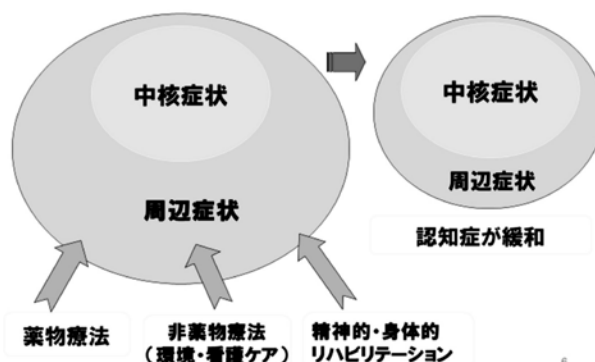 中核症状
周辺症状
中核症状
周辺症状
認知症が緩和
薬物療法
非薬物療法
（環境・看護ケア）
精神的・身体的
リハビリテーション
6